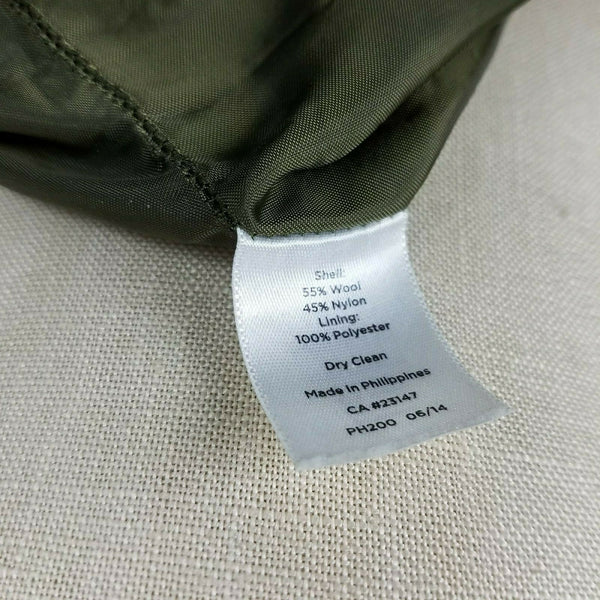 Shell:
55% Wool
45% Nylon
Lining:
100% Polyester
Dry Clean
Made in Philippines
CA #23147
PH200 06/14